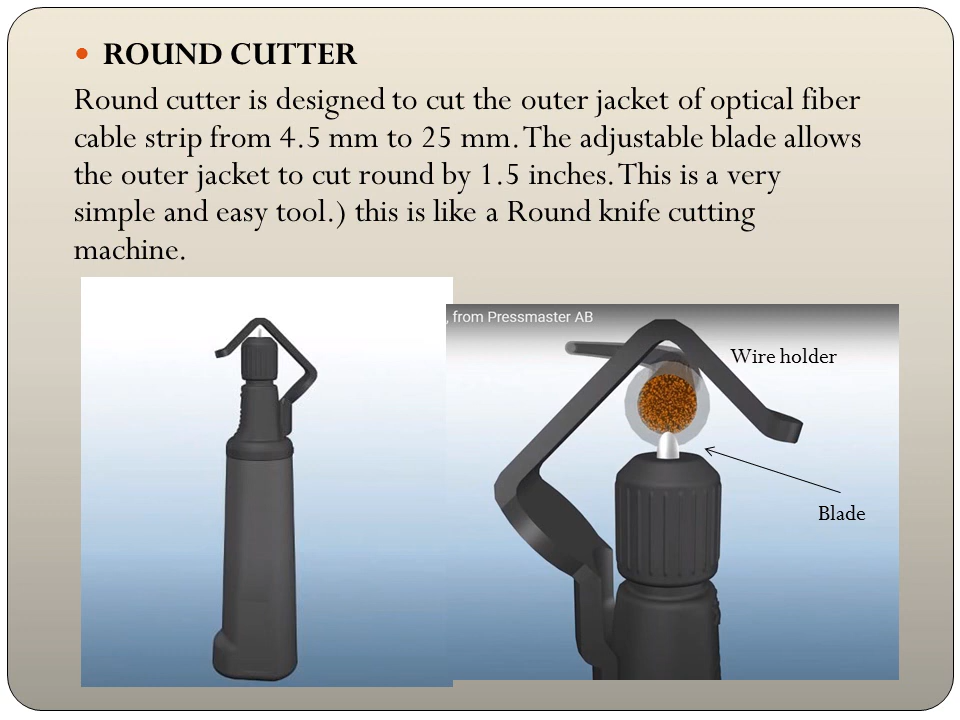 ROUND CUTTER
Round cutter is designed to cut the outer jacket of optical fiber
cable strip from 4.5 mm to 25 mm. The adjustable blade allows
the outer jacket to cut round by 1.5 inches. This is a very
simple and easy tool.) this is like a Round knife cutting
machine.
, from Pressmaster AB
Wire holder
Blade